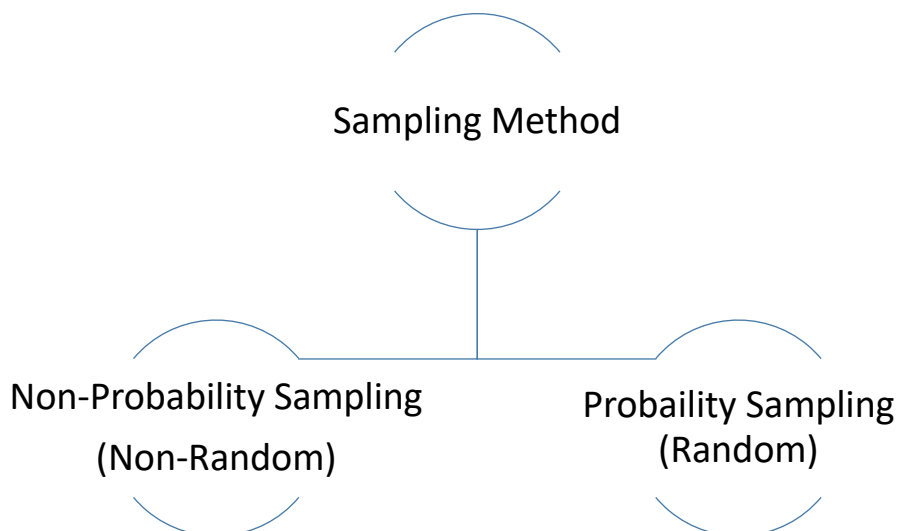 Sampling Method
Non-Probability Sampling
(Non-Random)
Probaility Sampling
(Random)